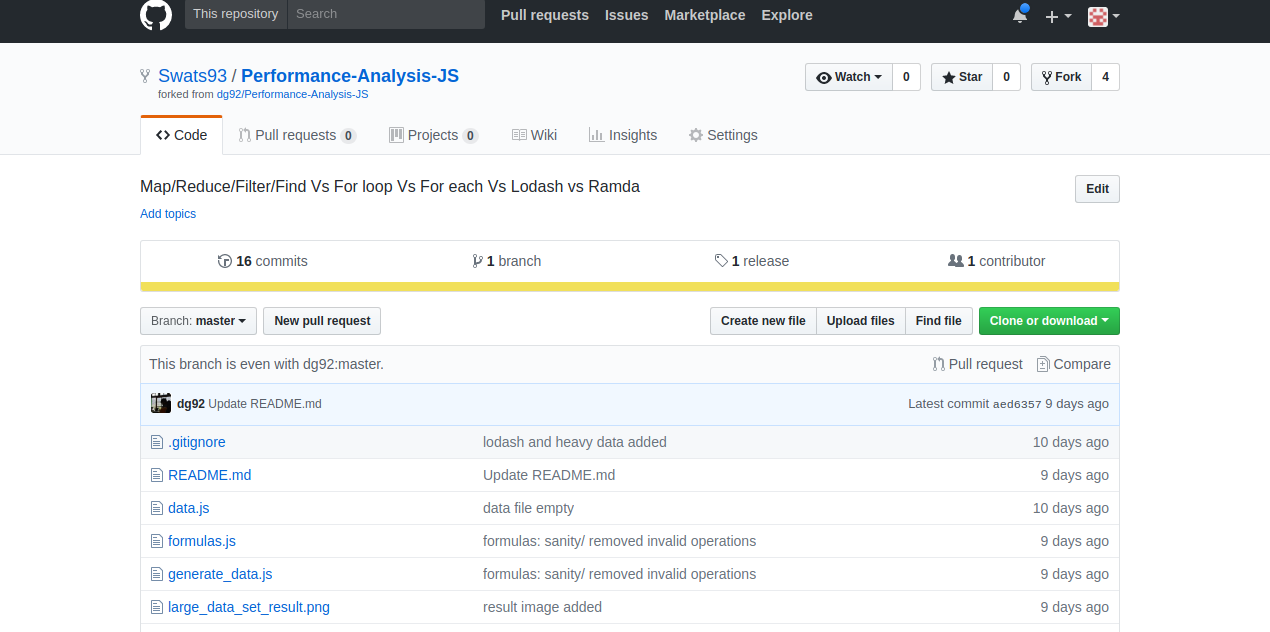 This repository Search Pull requests Issues Marketplace Explore
Swats93 / Performance-Analysis-JS Watch 0 Star 0 Fork 4
forked from dg92/Performance-Analysis-JS
Code Pull requests 0 Projects 0 Wiki Insights Settings
Map/Reduce/Filter/Find Vs For loop Vs For each Vs Lodash vs Ramda Edit
Add topics
16 commits 1 branch 1 release 1 contributor
Branch: master New pull request Create new file Upload files Find file Clone or download
This branch is even with dg92:master. Pull request Compare
dg92 Update README.md Latest commit aed6357 9 days ago
.gitignore lodash and heavy data added 10 days ago
README.md Update README.md 9 days ago
data.js data file empty 10 days ago
formulas.js formulas: sanity/ removed invalid operations 9 days ago
generate_data.js formulas: sanity/ removed invalid operations 9 days ago
large_data_set_result.png result image added 9 days ago